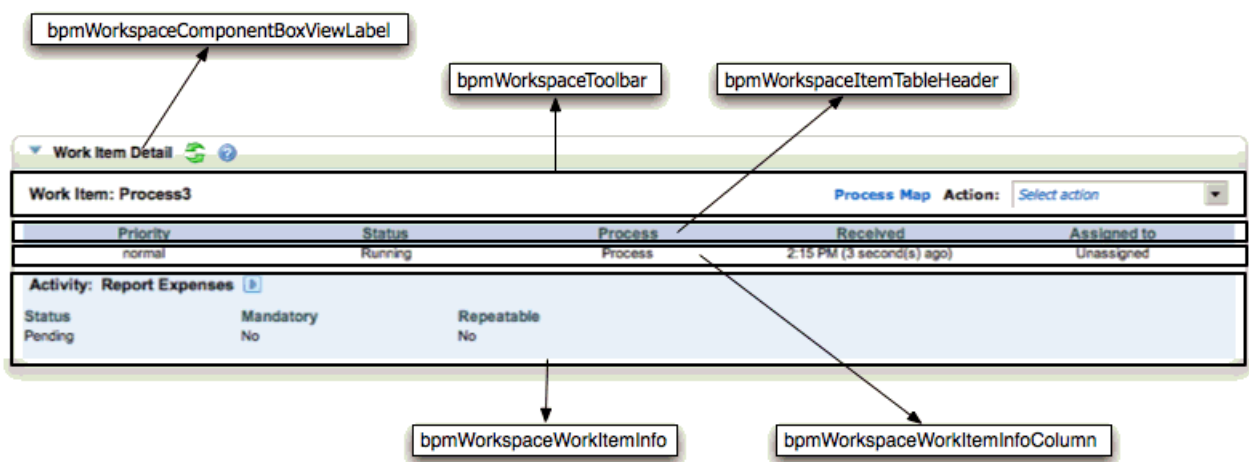 bpmWorkspaceComponentBoxViewLabel
bpmWorkspaceToolbar
bpmWorkspaceItemTableHeader
Work Item Detail
Work Item: Process3
Process Map Action: Select action
Priority Status Process Received Assigned to
normal Running Process 2:15 PM (3 second(s) ago) Unassigned
Activity: Report Expenses
Status Mandatory Repeatable
Pending No No
bpmWorkspaceWorkItemInfo
bpmWorkspaceWorkItemInfoColumn